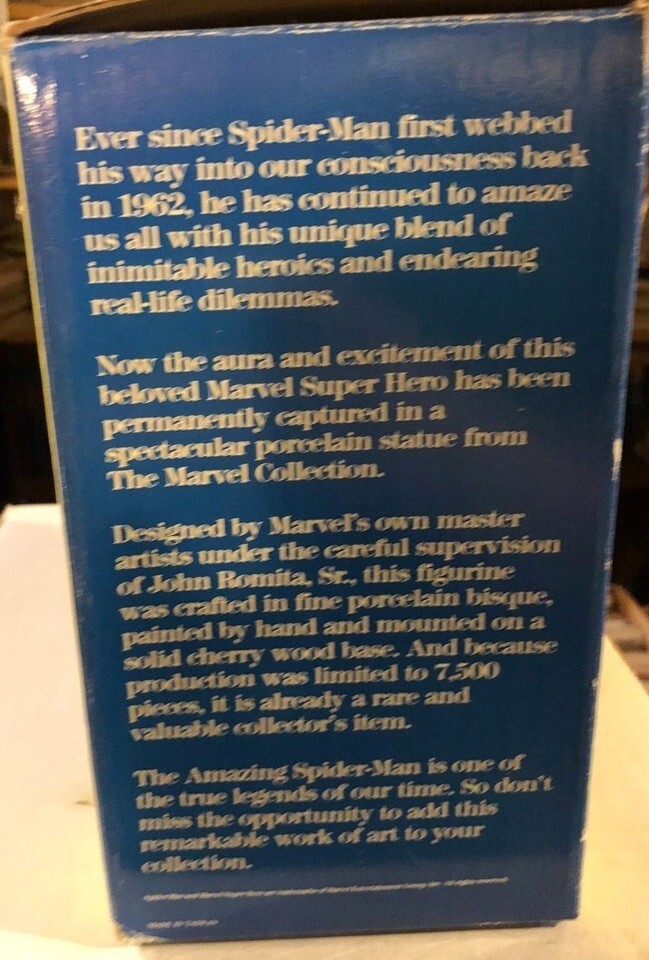 Ever since Spider-Man first webbed
his way into our consciousness back
in 1962, he has continued to amaze
us all with his unique blend of
inimitable heroics and endearing
real-life dilemmas.
Now the aura and excitement of this
beloved Marvel Super Hero has been
permanently captured in a
spectacular porcelain statue from
The Marvel Collection.
Designed by Marvel's own master
artists under the careful supervision
of John Romita, Sr., this figurine
was crafted in fine porcelain bisque,
painted by hand and mounted on a
solid cherry wood base. And because
production was limited to 7,500
pieces, it is already a rare and
valuable collector's item.
The Amazing Spider-Man is one of
the true legends of our time. So don't
miss the opportunity to add this
remarkable work of art to your
collection.